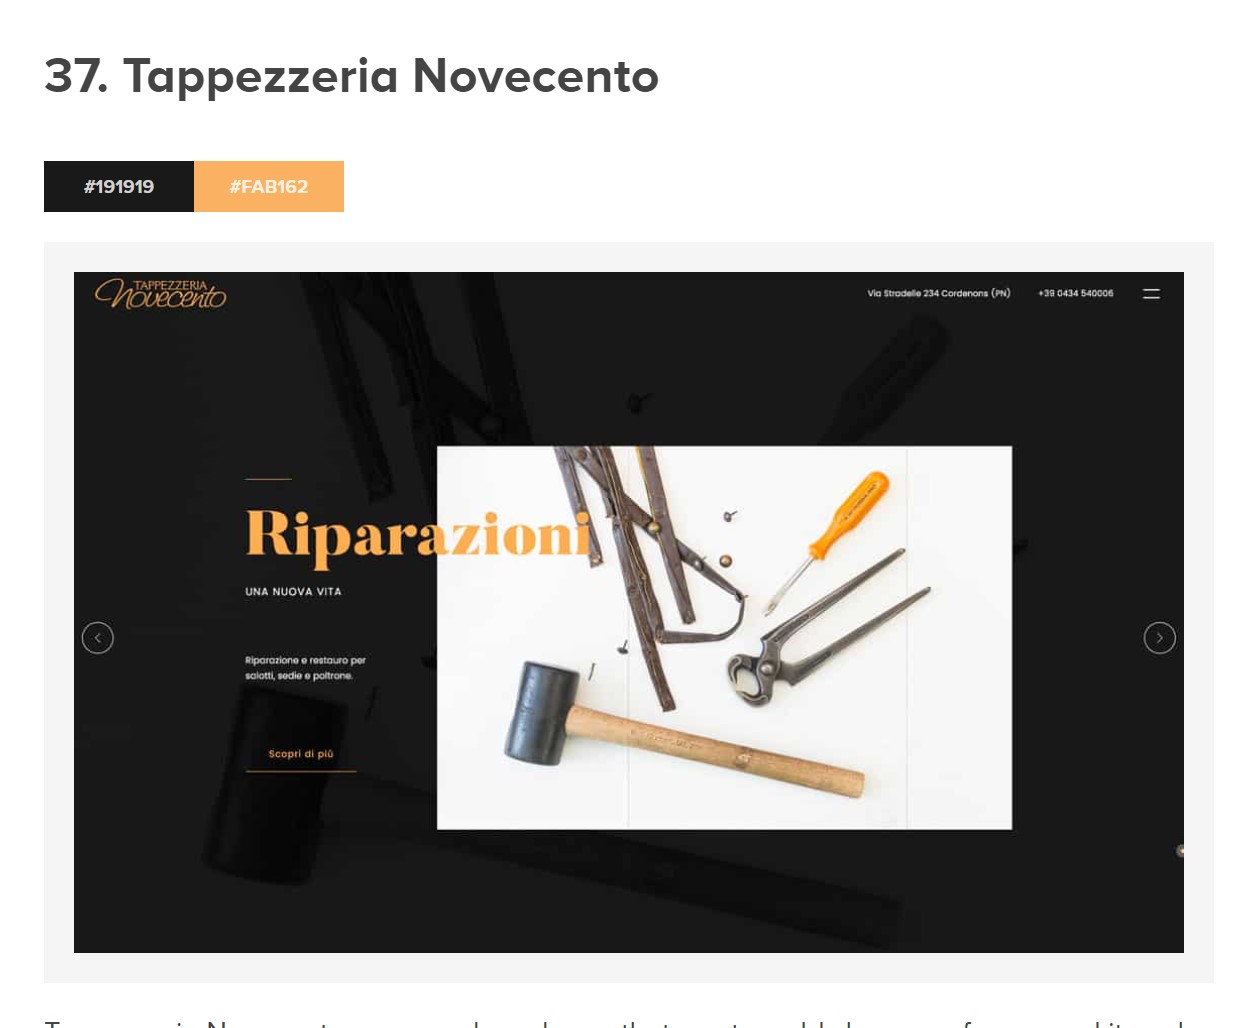 37. Tappezzeria Novecento
#191919 #FAB162
TAPPEZZERIA
Novecento
Via Stradelle 234 Cordenons (PN) +39 0434 540006
Riparazioni
UNA NUOVA VITA
Riparazione e restauro per
salotti, sedie e poltrone.
Scopri di più